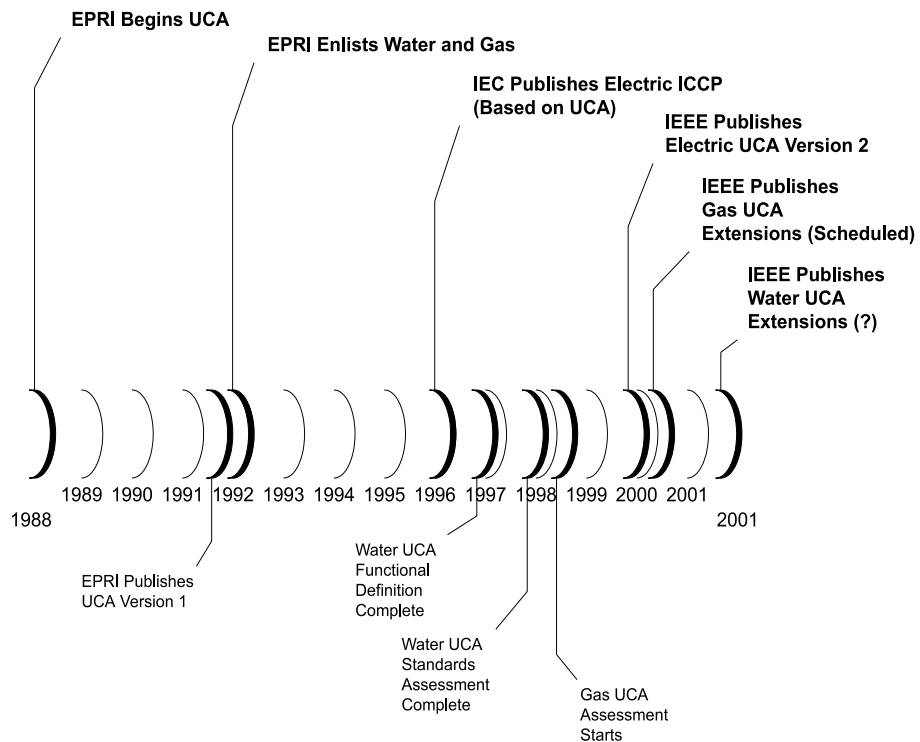 EPRI Begins UCA
EPRI Enlists Water and Gas
IEC Publishes Electric ICCP
(Based on UCA)
IEEE Publishes
Electric UCA Version 2
IEEE Publishes
Gas UCA
Extensions (Scheduled)
IEEE Publishes
Water UCA
Extensions (?)
1989 1990 1991 1992 1993 1994 1995 1996 1997 1998 1999 2000 2001
1988 2001
EPRI Publishes
UCA Version 1
Water UCA
Functional
Definition
Complete
Water UCA
Standards
Assessment
Complete
Gas UCA
Assessment
Starts